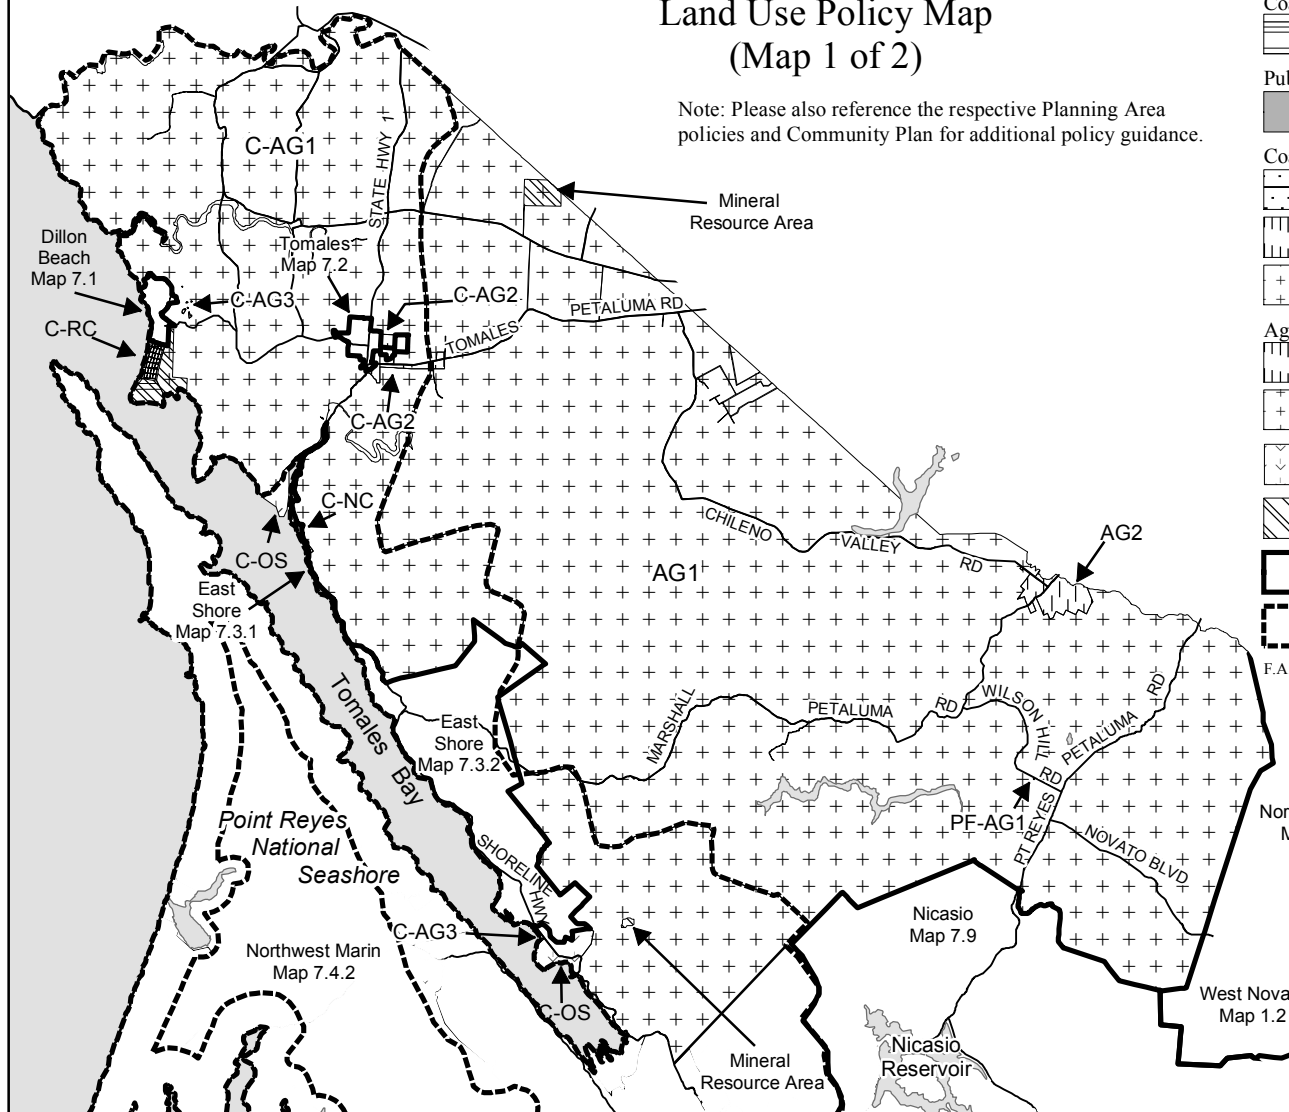 Land Use Policy Map
(Map 1 of 2)
Note: Please also reference the respective Planning Area
policies and Community Plan for additional policy guidance.
C-AG1
STATE HWY 1
Mineral
Resource Area
Dillon
Beach
Map 7.1
Tomales
Map 7.2
C-AG3
C-AG2
C-RC
TOMALES
PETALUMA RD
C-AG2
C-NC
C-OS
CHILENO
VALLEY
RD
AG2
AG1
East
Shore
Map 7.3.1
Tomales
Bay
East
Shore
Map 7.3.2
MARSHALL
PETALUMA
RD
WILSON
HILL
RD
PETALUMA
RD
PF-AG1
PT REYES
NOVATO BLVD
Point Reyes
National
Seashore
SHORELINE
HWY
C-AG3
Northwest Marin
Map 7.4.2
C-OS
Nicasio
Map 7.9
Mineral
Resource Area
Nicasio
Reservoir
West Nova
Map 1.2
Nor
M
Co
Pul
Co
Ag
F.A